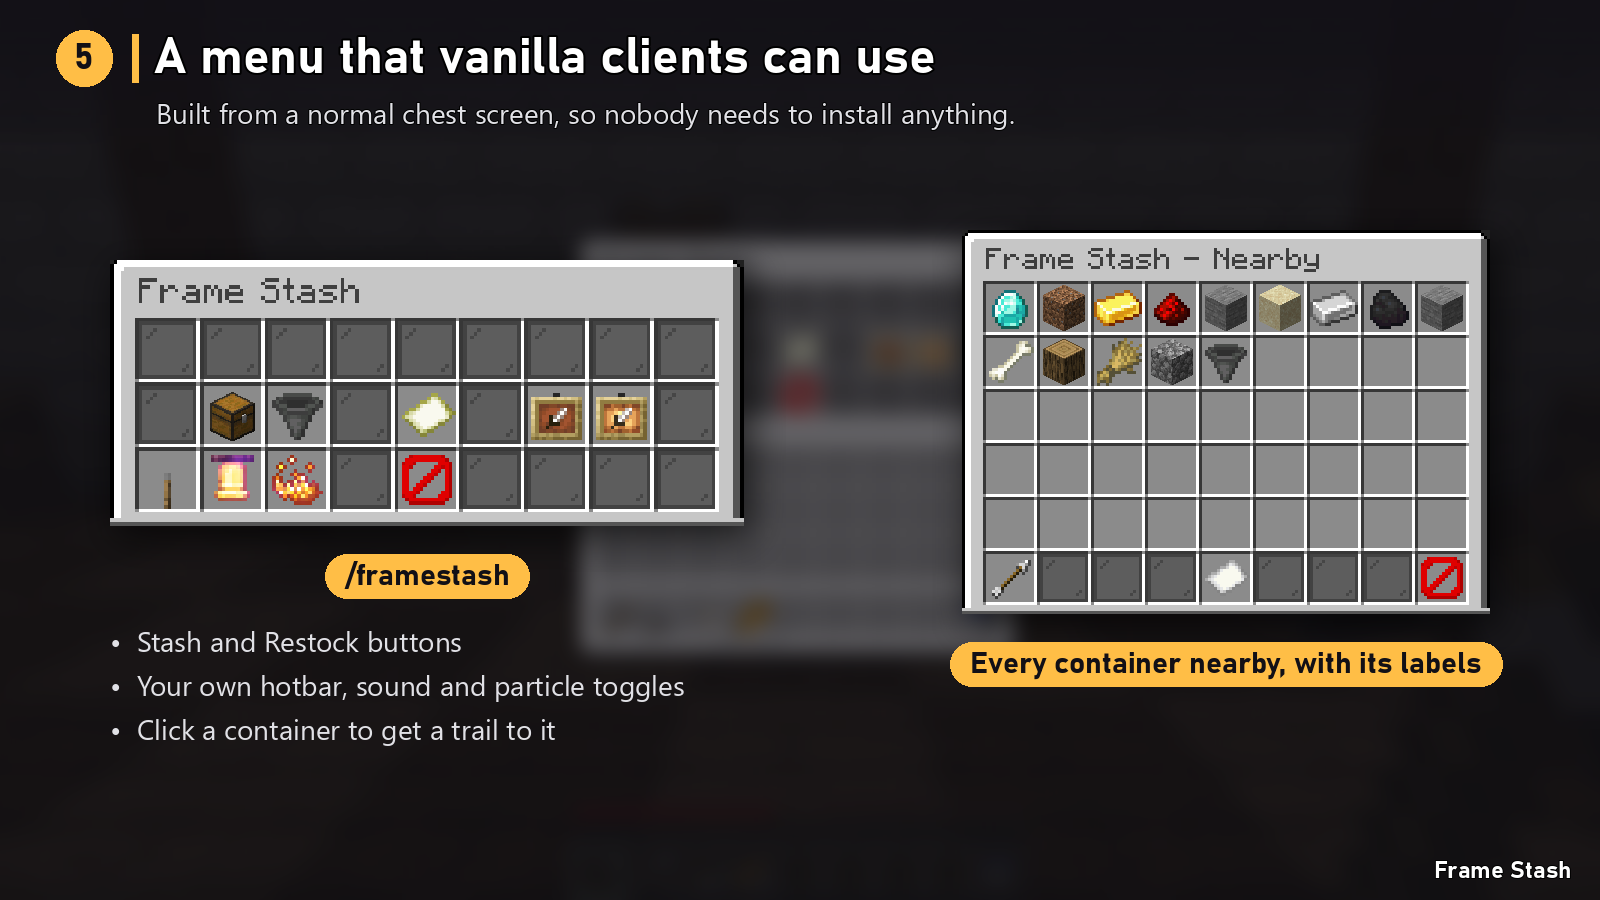 5
A menu that vanilla clients can use
Built from a normal chest screen, so nobody needs to install anything.
Frame Stash
/framestash
• Stash and Restock buttons
• Your own hotbar, sound and particle toggles
• Click a container to get a trail to it
Frame Stash - Nearby
Every container nearby, with its labels
Frame Stash